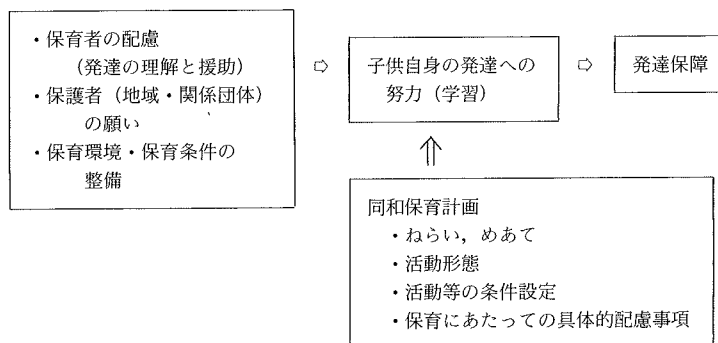 ・保育者の配慮
（発達の理解と援助）
・保護者（地域・関係団体）
の願い
・保育環境・保育条件の
整備
⇨
子供自身の発達への
努力（学習）
⇨
発達保障
⇑
同和保育計画
・ねらい，めあて
・活動形態
・活動等の条件設定
・保育にあたっての具体的配慮事項